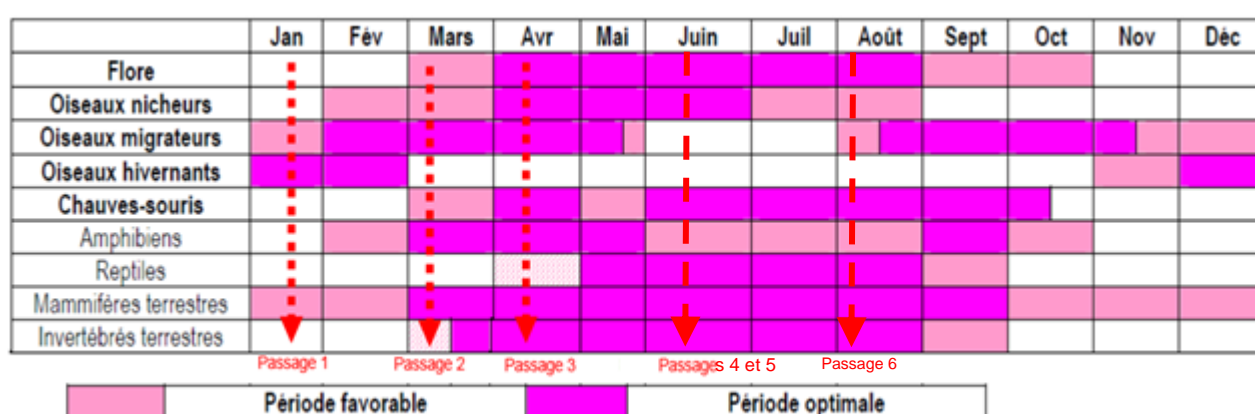 Jan Fév Mars Avr Mai Juin Juil Août Sept Oct Nov Déc
Flore
Oiseaux nicheurs
Oiseaux migrateurs
Oiseaux hivernants
Chauves-souris
Amphibiens
Reptiles
Mammifères terrestres
Invertébrés terrestres
Passage 1 Passage 2 Passage 3 Passages 4 et 5 Passage 6
Période favorable Période optimale